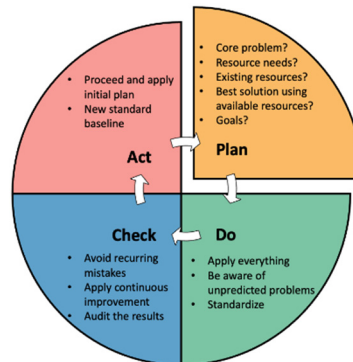 • Proceed and apply
initial plan
• New standard
baseline
Act
• Core problem?
• Resource needs?
• Existing resources?
• Best solution using
available resources?
• Goals?
Plan
Check
• Avoid recurring
mistakes
• Apply continuous
improvement
• Audit the results
Do
• Apply everything
• Be aware of
unpredicted problems
• Standardize